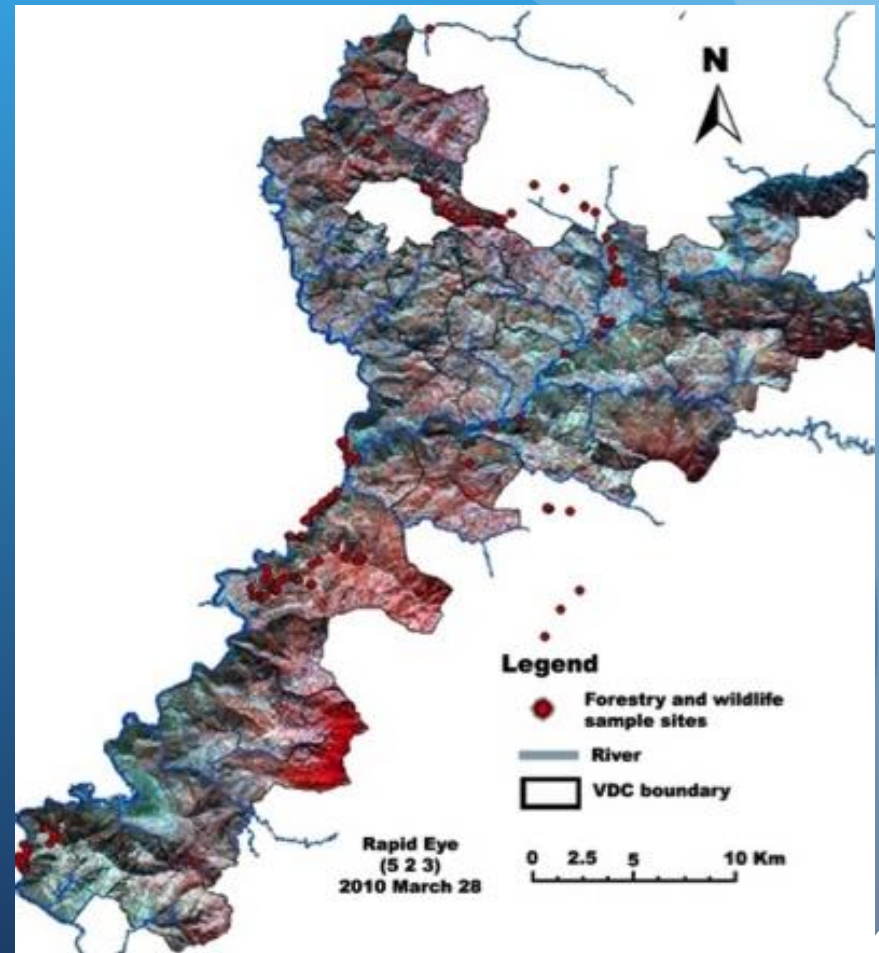 N
Legend
Forestry and wildlife
sample sites
River
VDC boundary
Rapid Eye
(5 2 3)
2010 March 28
0 2.5 5 10 Km